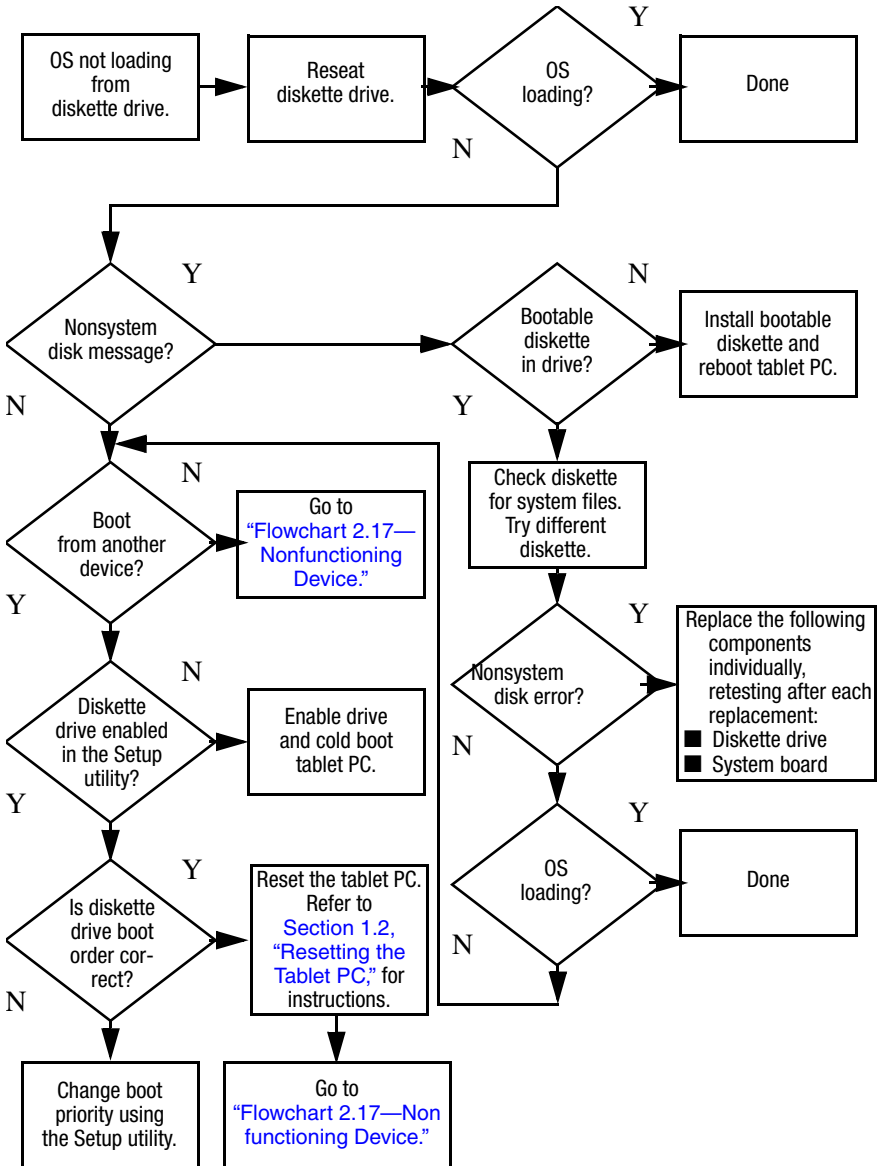 OS not loading
from
diskette drive.
Reseat
diskette drive.
OS
loading?
Y
Done
N
Nonsystem
disk message?
Y
N
Bootable
diskette
in drive?
N
Install bootable
diskette and
reboot tablet PC.
Y
Boot
from another
device?
N
Go to
“Flowchart 2.17—
Nonfunctioning
Device.”
Y
Check diskette
for system files.
Try different
diskette.
Nonsystem
disk error?
Y
Replace the following
components
individually,
retesting after each
replacement:
■ Diskette drive
■ System board
N
Diskette
drive enabled
in the Setup
utility?
N
Enable drive
and cold boot
tablet PC.
Y
OS
loading?
Y
Done
N
Is diskette
drive boot
order cor-
rect?
Y
Reset the tablet PC.
Refer to
Section 1.2,
“Resetting the
Tablet PC,” for
instructions.
N
Change boot
priority using
the Setup utility.
Go to
“Flowchart 2.17—Non
functioning Device.”